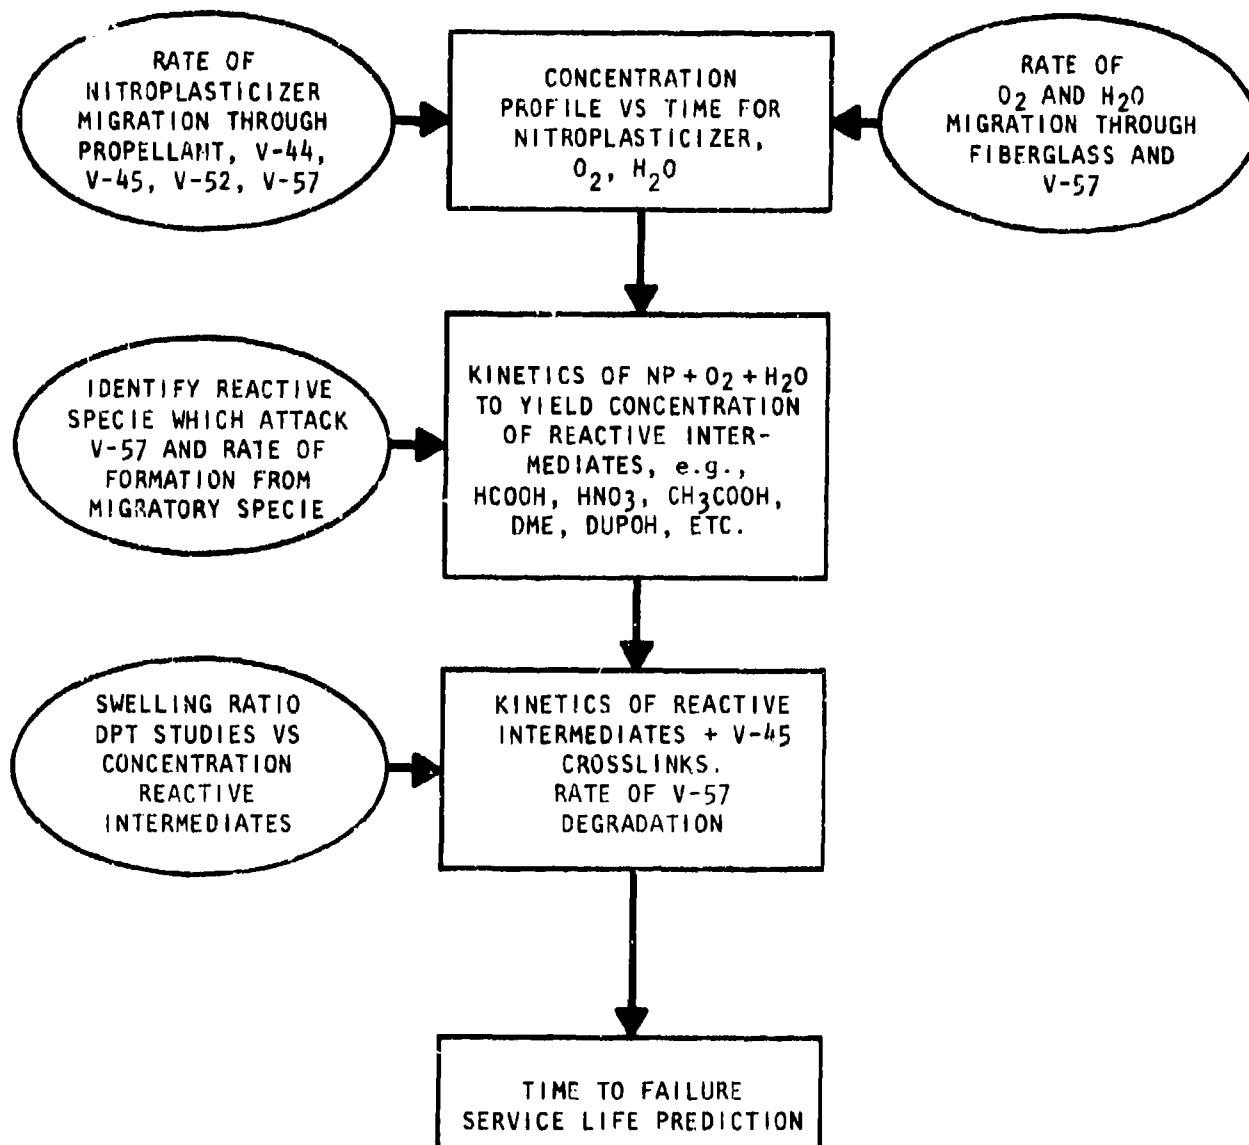 RATE OF
NITROPLASTICIZER
MIGRATION THROUGH
PROPELLANT, V-44,
V-45, V-52, V-57
CONCENTRATION
PROFILE VS TIME FOR
NITROPLASTICIZER,
O2, H2O
RATE OF
O2 AND H2O
MIGRATION THROUGH
FIBERGLASS AND
V-57
IDENTIFY REACTIVE
SPECIE WHICH ATTACK
V-57 AND RATE OF
FORMATION FROM
MIGRATORY SPECIE
KINETICS OF NP + O2 + H2O
TO YIELD CONCENTRATION
OF REACTIVE INTER-
MEDIATES, e.g.,
HCOOH, HNO3, CH3COOH,
DME, DUPOH, ETC.
SWELLING RATIO
DPT STUDIES VS
CONCENTRATION
REACTIVE
INTERMEDIATES
KINETICS OF REACTIVE
INTERMEDIATES + V-45
CROSSLINKS.
RATE OF V-57
DEGRADATION
TIME TO FAILURE
SERVICE LIFE PREDICTION